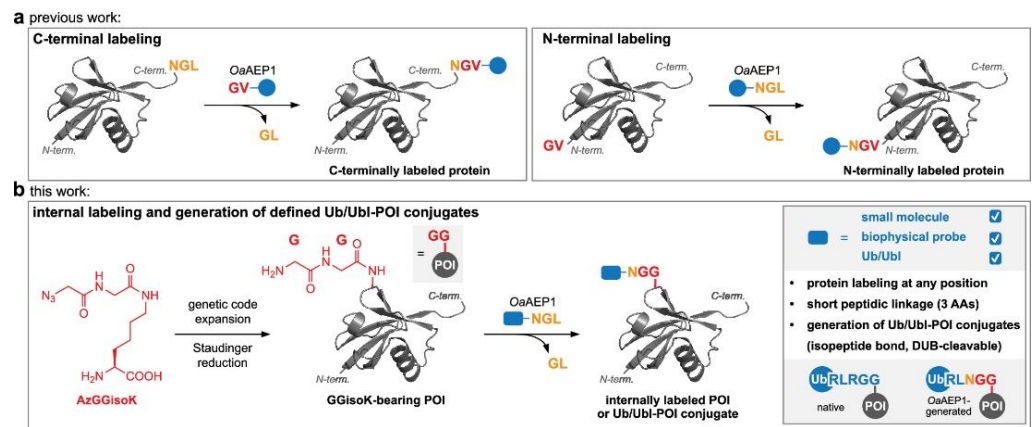 a previous work:
C-terminal labeling
NGL
C-term.
OaAEP1
GV
GL
N-term.
NGV
C-term.
N-term.
C-terminally labeled protein
N-terminal labeling
C-term.
OaAEP1
NGL
GL
GV
N-term.
C-term.
NGV
N-term.
N-terminally labeled protein
b this work:
internal labeling and generation of defined Ub/Ubl-POI conjugates
N3
O
H
N
O
NH
H2N
COOH
AzGGisoK
genetic code
expansion
Staudinger
reduction
G
G
H2N
O
H
N
O
NH
GG
= POI
C-term.
N-term.
GGisoK-bearing POI
OaAEP1
NGL
GL
NGG
C-term.
N-term.
internally labeled POI
or Ub/Ubl-POI conjugate
small molecule
= biophysical probe
Ub/Ubl
• protein labeling at any position
• short peptidic linkage (3 AAs)
• generation of Ub/Ubl-POI conjugates
(isopeptide bond, DUB-cleavable)
UbRLRGG
POI
native
UbRLNGG
POI
OaAEP1-
generated